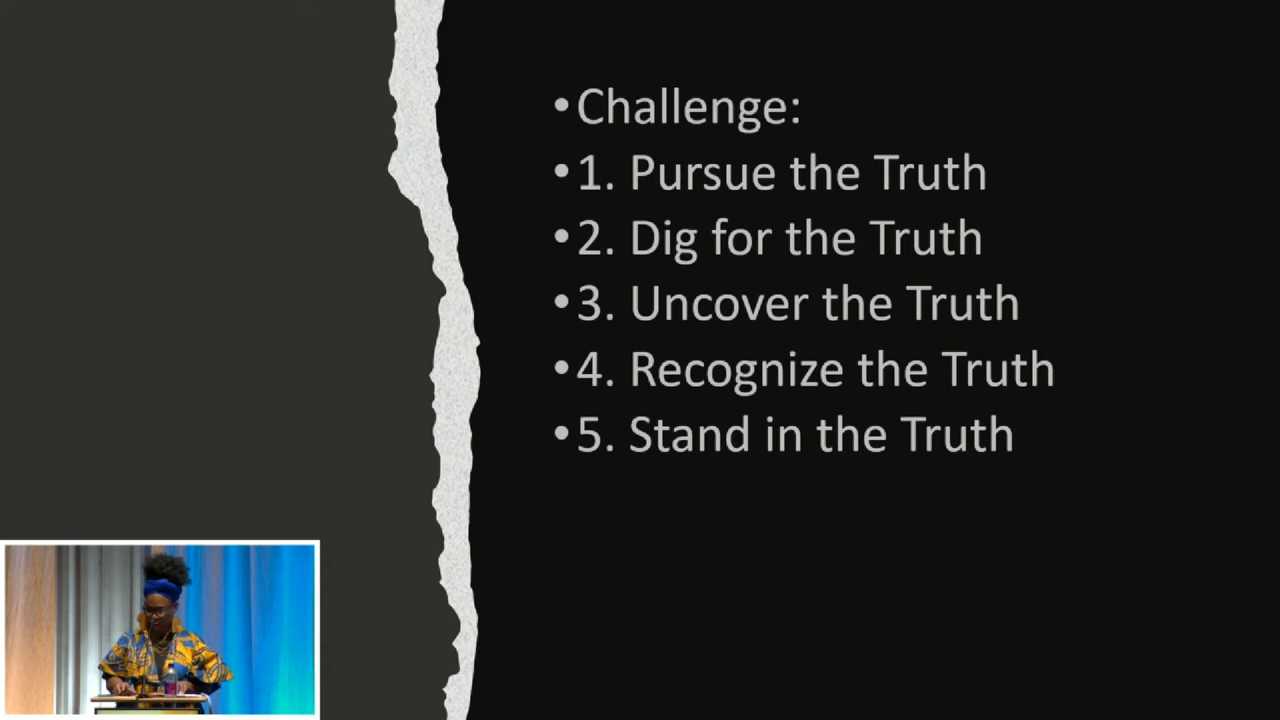 •Challenge:
•1. Pursue the Truth
•2. Dig for the Truth
•3. Uncover the Truth
•4. Recognize the Truth
•5. Stand in the Truth